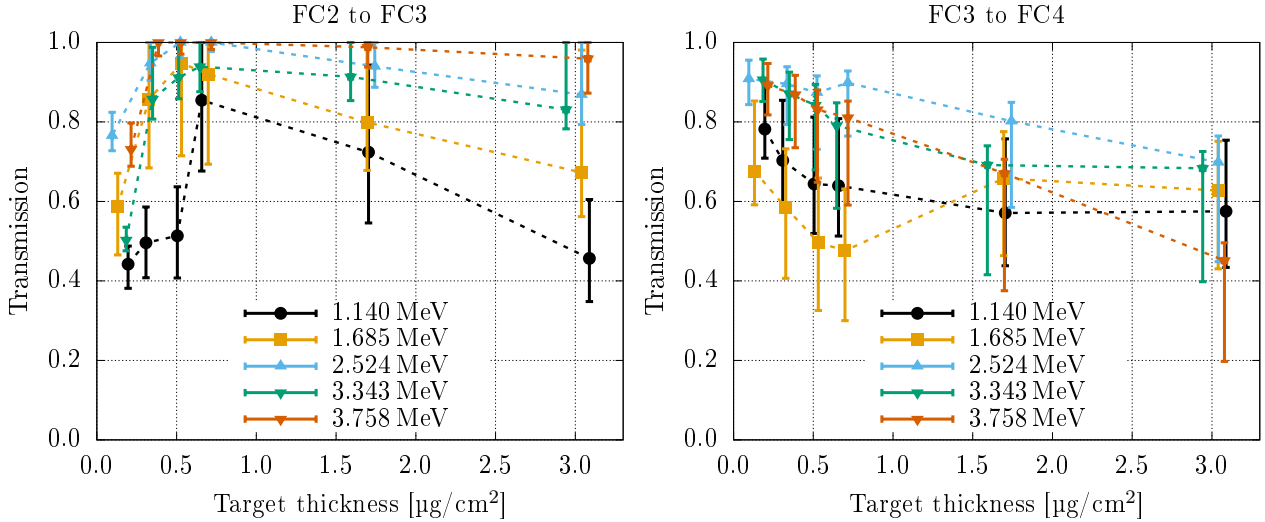 FC2 to FC3
Transmission
1.0
0.8
0.6
0.4
0.2
0.0
1.140 MeV
1.685 MeV
2.524 MeV
3.343 MeV
3.758 MeV
0.0 0.5 1.0 1.5 2.0 2.5 3.0
Target thickness [µg/cm²]
FC3 to FC4
Transmission
1.0
0.8
0.6
0.4
0.2
0.0
1.140 MeV
1.685 MeV
2.524 MeV
3.343 MeV
3.758 MeV
0.0 0.5 1.0 1.5 2.0 2.5 3.0
Target thickness [µg/cm²]